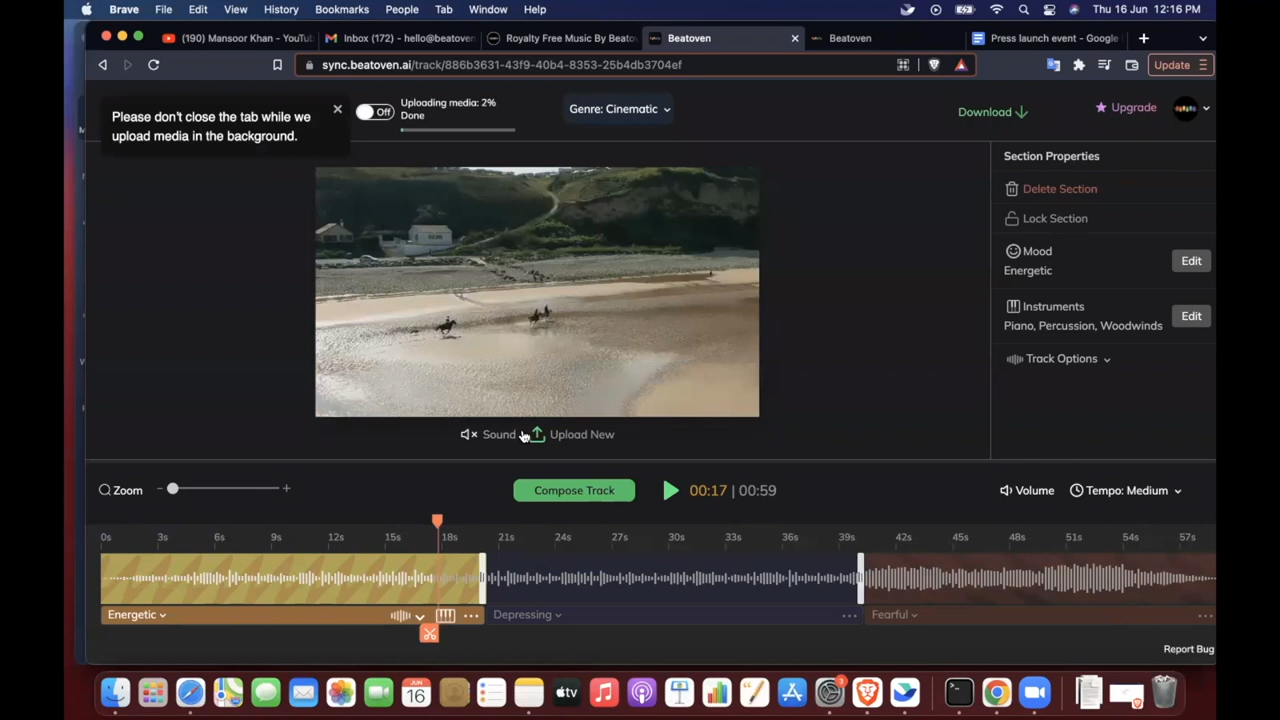 Brave File Edit View History Bookmarks People Tab Window Help Thu 16 Jun 12:16 PM
(190) Mansoor Khan - YouTu Inbox (172) - hello@beatoven Royalty Free Music By Beato Beatoven Beatoven Press launch event - Google
sync.beatoven.ai/track/886b3631-43f9-40b4-8353-25b4db3704ef Update
Please don't close the tab while we
upload media in the background.
Off
Uploading media: 2%
Done
Genre: Cinematic
Download
Upgrade
Section Properties
Delete Section
Lock Section
Mood
Energetic
Edit
Instruments
Piano, Percussion, Woodwinds
Edit
Track Options
Sound Upload New
Zoom - + Compose Track 00:17 | 00:59 Volume Tempo: Medium
0s 3s 6s 9s 12s 15s 18s 21s 24s 27s 30s 33s 36s 39s 42s 45s 48s 51s 54s 57s
Energetic Depressing Fearful
Report Bug
JUN
16
tv
3